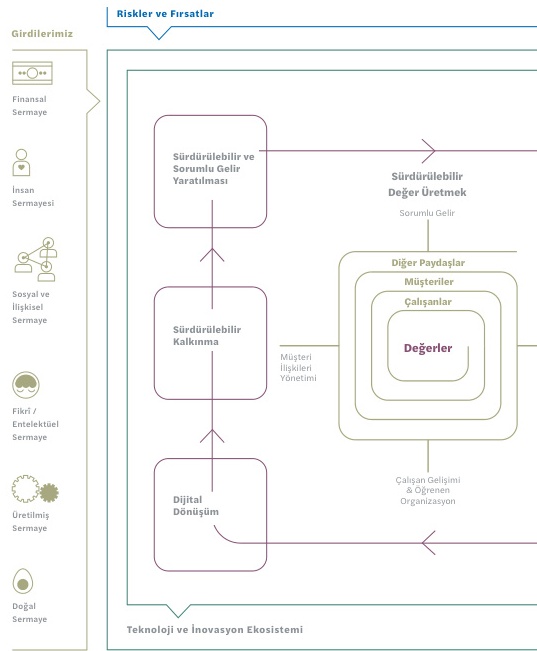 Riskler ve Fırsatlar
Girdilerimiz
Finansal
Sermaye
İnsan
Sermayesi
Sosyal ve
İlişkisel
Sermaye
Fikrî /
Entelektüel
Sermaye
Üretilmiş
Sermaye
Doğal
Sermaye
Sürdürülebilir ve
Sorumlu Gelir
Yaratılması
Sürdürülebilir
Kalkınma
Dijital
Dönüşüm
Sürdürülebilir
Değer Üretmek
Sorumlu Gelir
Diğer Paydaşlar
Müşteriler
Çalışanlar
Değerler
Müşteri
İlişkileri
Yönetimi
Çalışan Gelişimi
& Öğrenen
Organizasyon
Teknoloji ve İnovasyon Ekosistemi